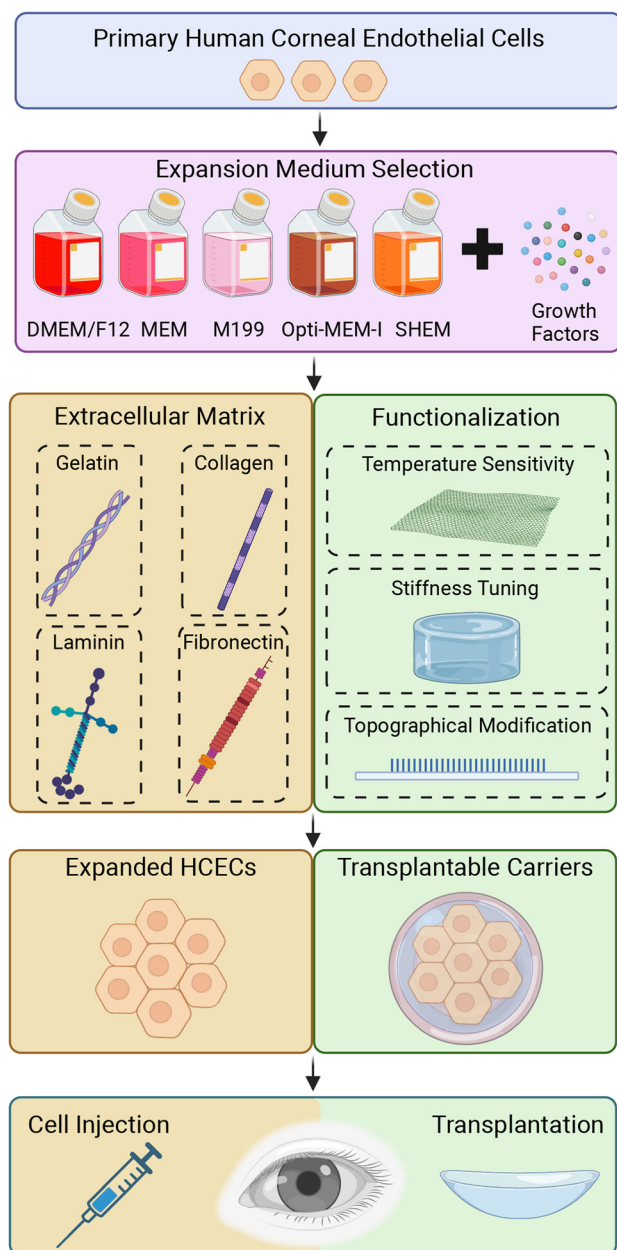 Primary Human Corneal Endothelial Cells
Expansion Medium Selection
DMEM/F12
MEM
M199
Opti-MEM-I
SHEM
Growth
Factors
Extracellular Matrix
Gelatin
Collagen
Laminin
Fibronectin
Functionalization
Temperature Sensitivity
Stiffness Tuning
Topographical Modification
Expanded HCECs
Transplantable Carriers
Cell Injection
Transplantation